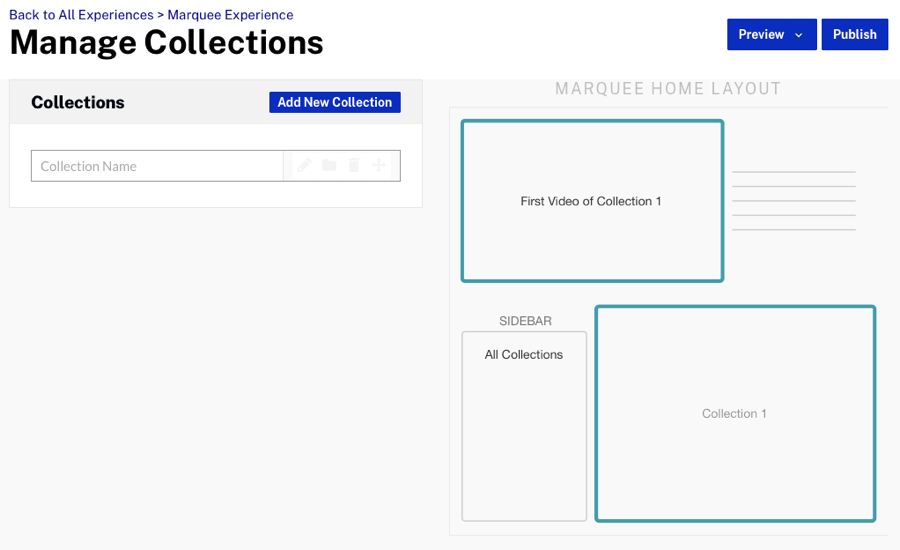 Back to All Experiences > Marquee Experience
Manage Collections
Preview
Publish
Collections
Add New Collection
Collection Name
MARQUEE HOME LAYOUT
First Video of Collection 1
SIDEBAR
All Collections
Collection 1